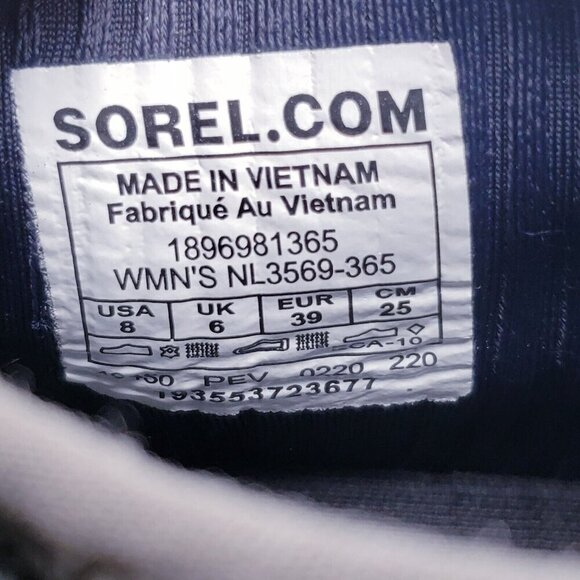 SOREL.COM
MADE IN VIETNAM
Fabriqué Au Vietnam
1896981365
WMN'S NL3569-365
USA UK EUR CM
8 6 39 25
PEV 0220 220
193553723677